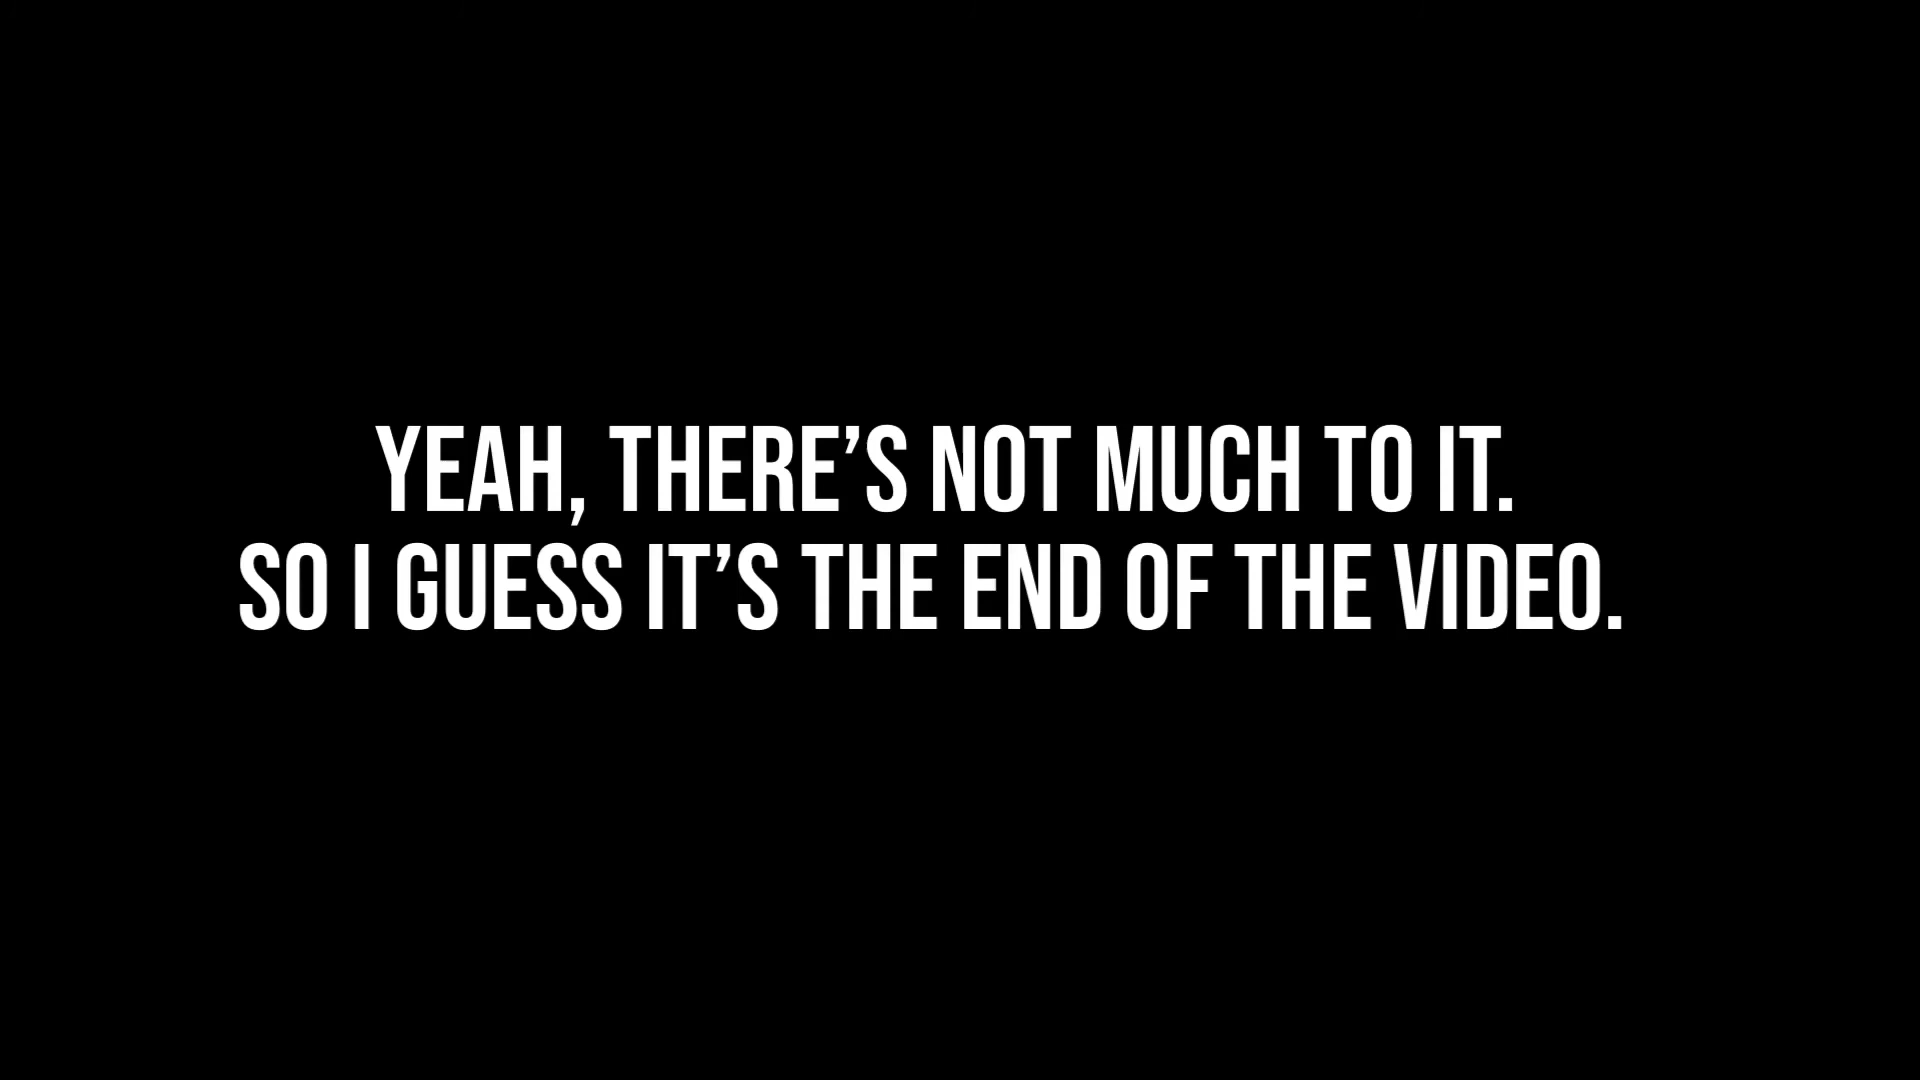 YEAH, THERE’S NOT MUCH TO IT.
SO I GUESS IT’S THE END OF THE VIDEO.